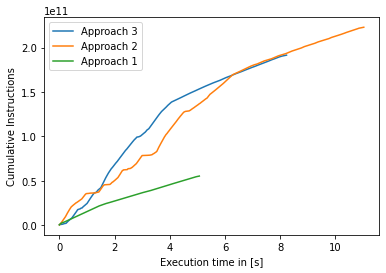 1e11
Approach 3
Approach 2
Approach 1
2.0
1.5
1.0
0.5
0.0
Cumulative Instructions
0 2 4 6 8 10
Execution time in [s]